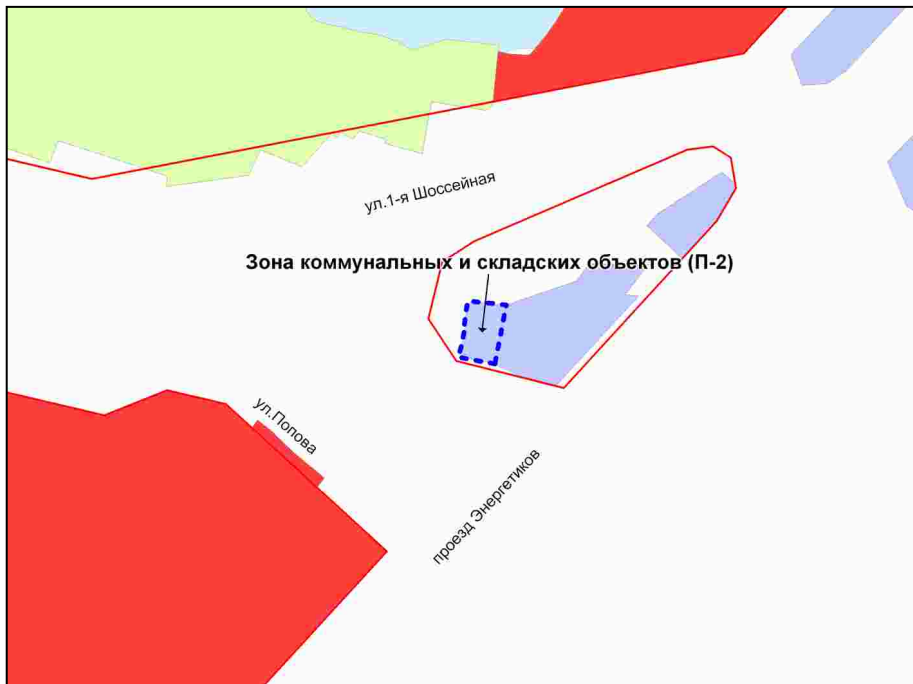 ул.1-я Шоссейная
Зона коммунальных и складских объектов (П-2)
ул.Попова
проезд Энергетиков